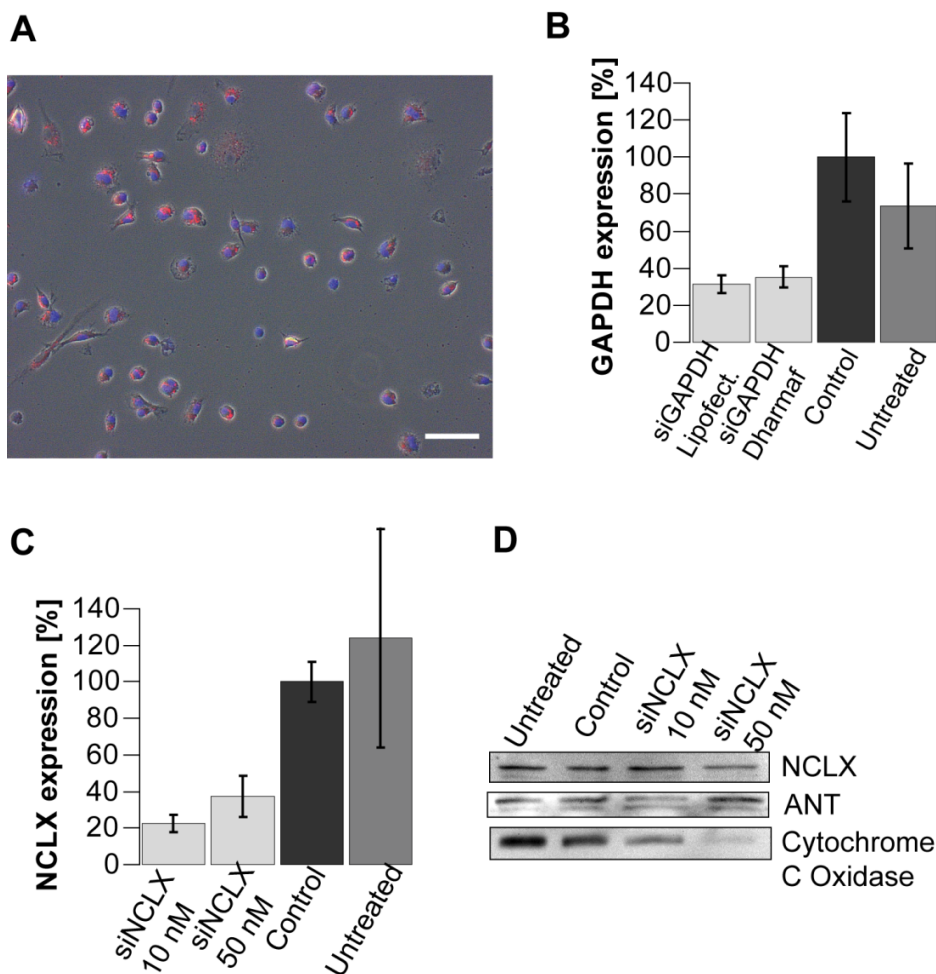 A
B
GAPDH expression [%]
140
120
100
80
60
40
20
0
siGAPDH
Lipofect.
siGAPDH
Dharmaf
Control
Untreated
C
NCLX expression [%]
140
120
100
80
60
40
20
0
siNCLX
10 nM
siNCLX
50 nM
Control
Untreated
D
Untreated
Control
siNCLX
10 nM
siNCLX
50 nM
NCLX
ANT
Cytochrome
C Oxidase